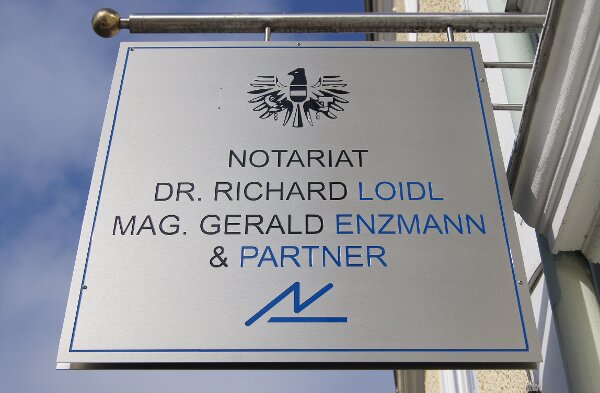 NOTARIAT
DR. RICHARD LOIDL
MAG. GERALD ENZMANN
& PARTNER